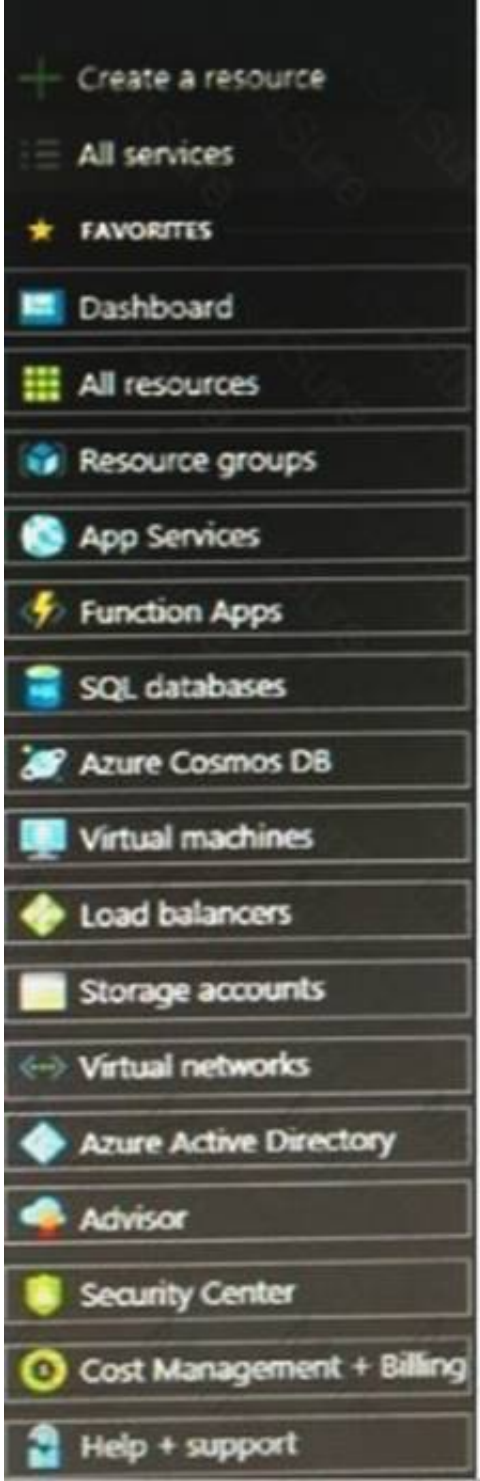 Create a resource
All services
FAVORITES
Dashboard
All resources
Resource groups
App Services
Function Apps
SQL databases
Azure Cosmos DB
Virtual machines
Load balancers
Storage accounts
Virtual networks
Azure Active Directory
Advisor
Security Center
Cost Management + Billing
Help + support